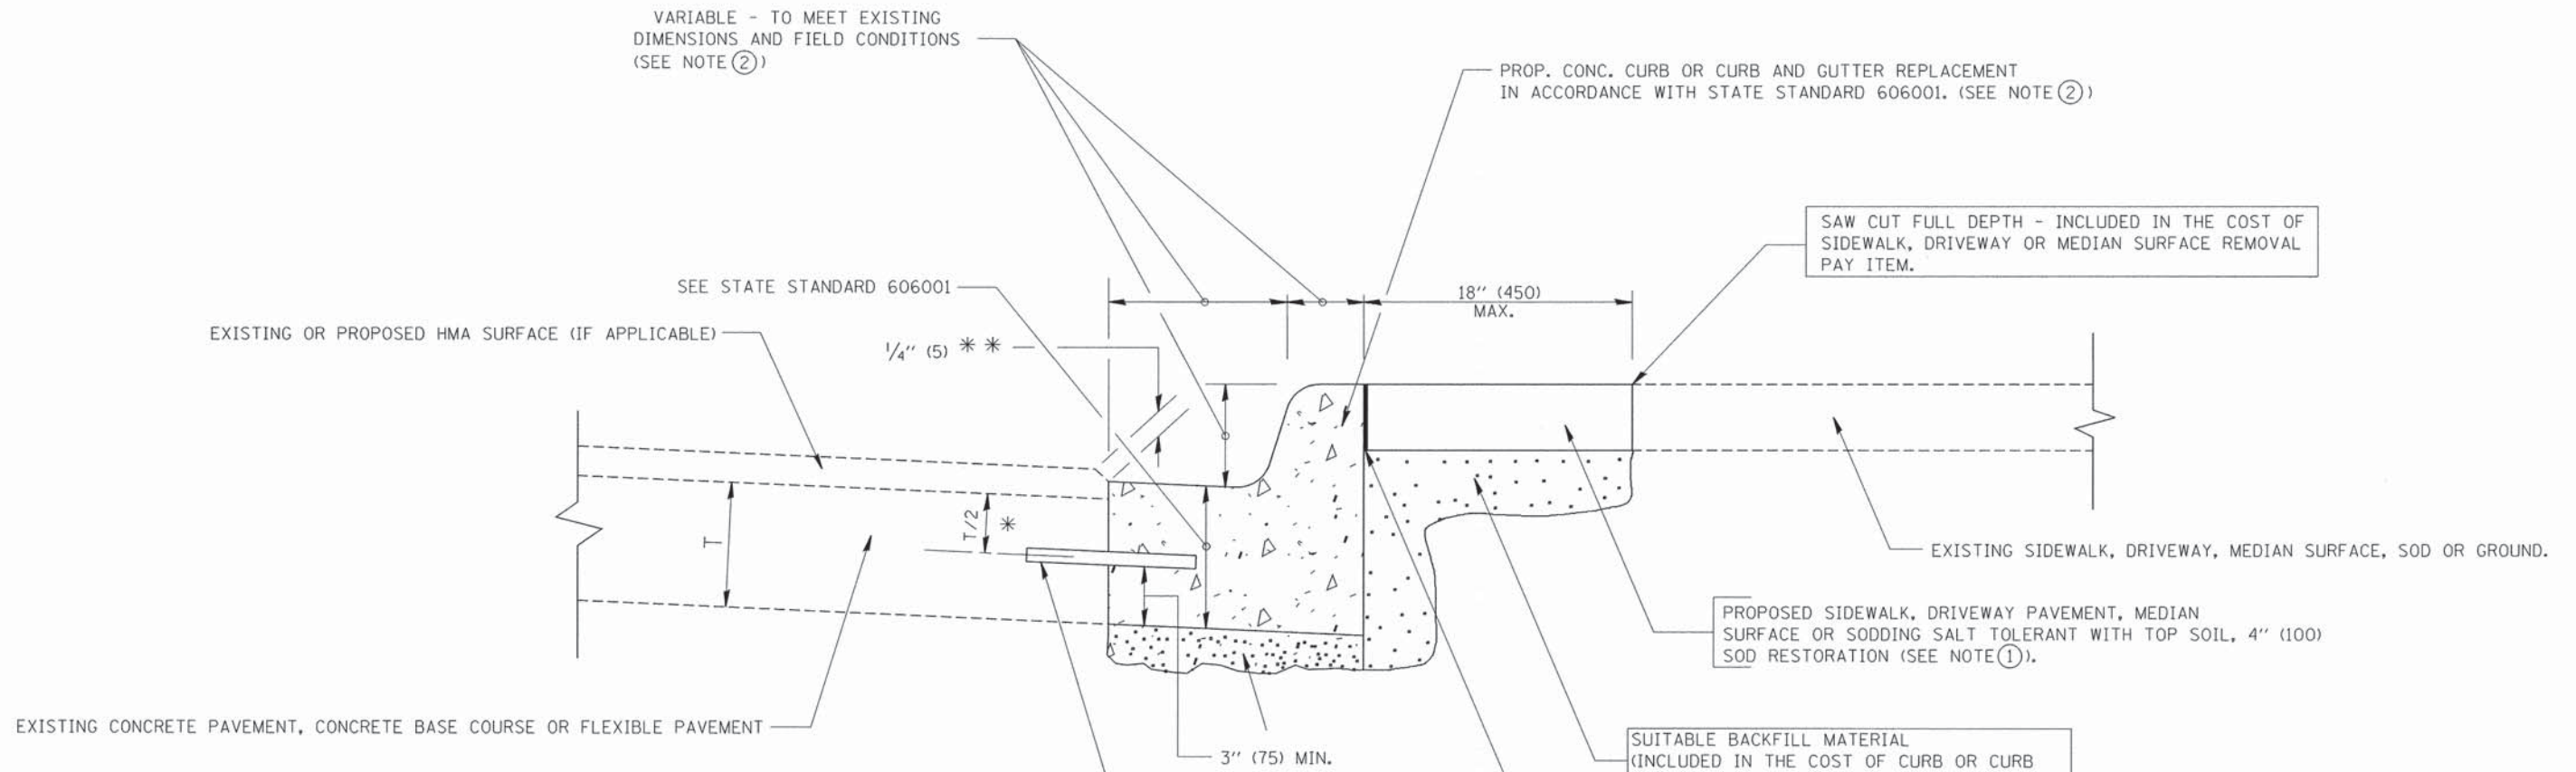 VARIABLE - TO MEET EXISTING
DIMENSIONS AND FIELD CONDITIONS
(SEE NOTE ②)
PROP. CONC. CURB OR CURB AND GUTTER REPLACEMENT
IN ACCORDANCE WITH STATE STANDARD 606001. (SEE NOTE ②)
SAW CUT FULL DEPTH - INCLUDED IN THE COST OF
SIDEWALK, DRIVEWAY OR MEDIAN SURFACE REMOVAL
PAY ITEM.
SEE STATE STANDARD 606001
18" (450)
MAX.
EXISTING OR PROPOSED HMA SURFACE (IF APPLICABLE)
1/4" (5) * *
T
T/2 *
EXISTING SIDEWALK, DRIVEWAY, MEDIAN SURFACE, SOD OR GROUND.
PROPOSED SIDEWALK, DRIVEWAY PAVEMENT, MEDIAN
SURFACE OR SODDING SALT TOLERANT WITH TOP SOIL, 4" (100)
SOD RESTORATION (SEE NOTE ①).
EXISTING CONCRETE PAVEMENT, CONCRETE BASE COURSE OR FLEXIBLE PAVEMENT
3" (75) MIN.
SUITABLE BACKFILL MATERIAL
(INCLUDED IN THE COST OF CURB OR CURB